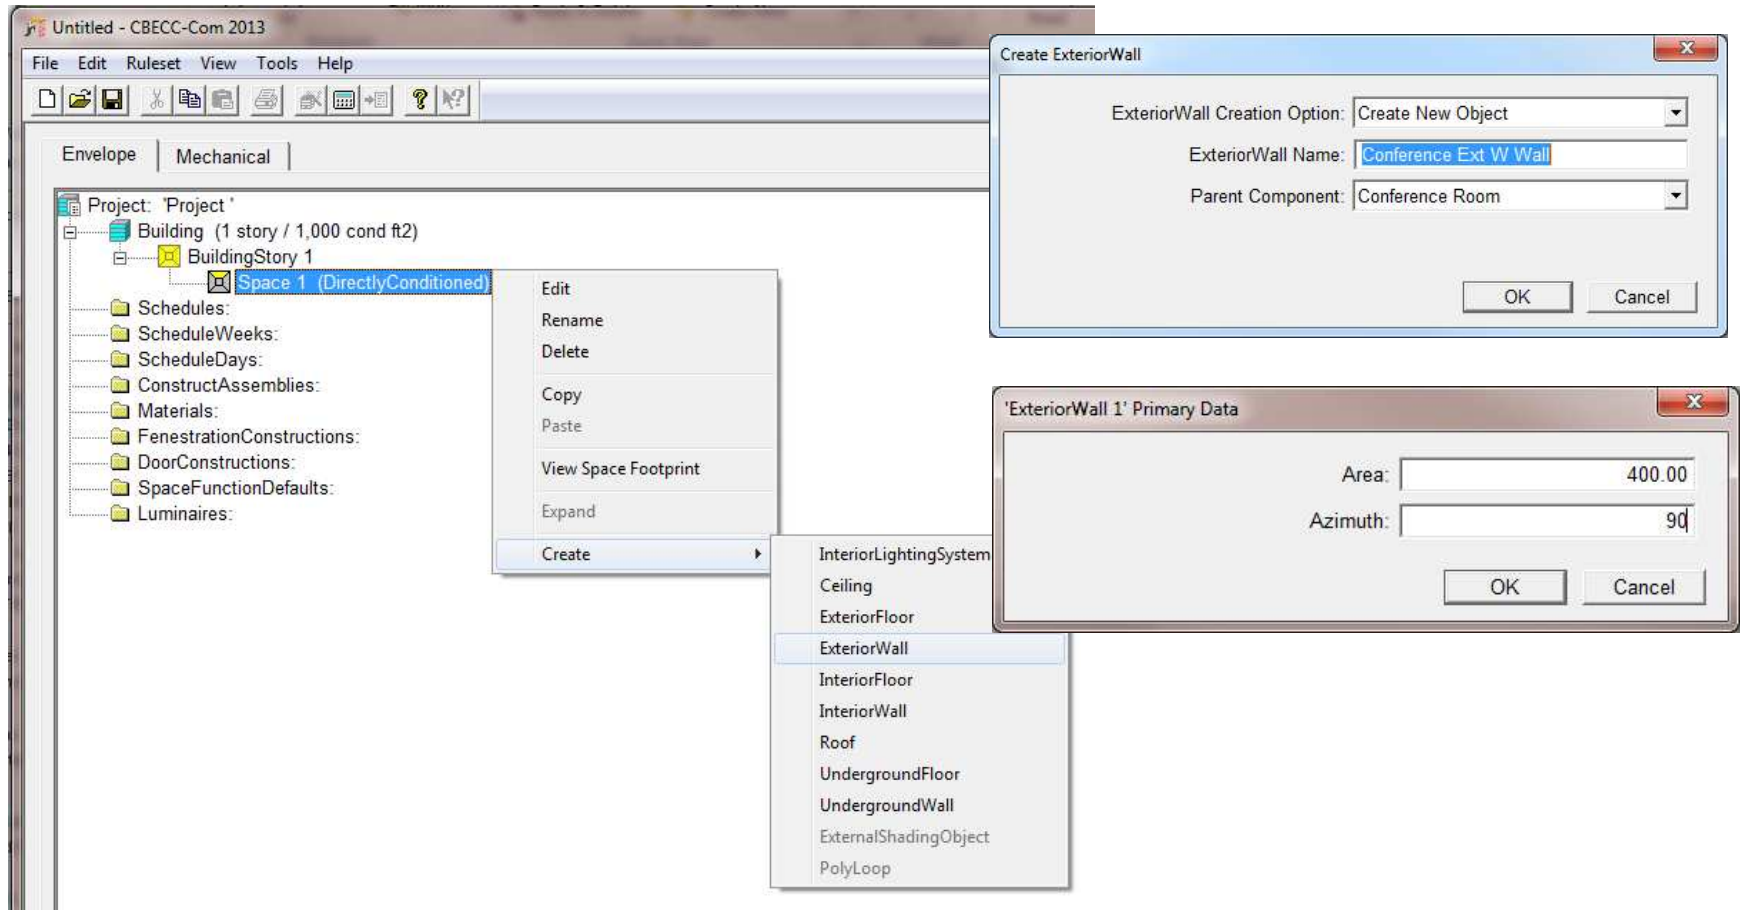 Untitled - CBECC-Com 2013
File Edit Ruleset View Tools Help
Envelope Mechanical
Project: 'Project '
Building (1 story / 1,000 cond ft2)
BuildingStory 1
Space 1 (DirectlyConditioned)
Schedules:
ScheduleWeeks:
ScheduleDays:
ConstructAssemblies:
Materials:
FenestrationConstructions:
DoorConstructions:
SpaceFunctionDefaults:
Luminaires:
Edit
Rename
Delete
Copy
Paste
View Space Footprint
Expand
Create
InteriorLightingSystem
Ceiling
ExteriorFloor
ExteriorWall
InteriorFloor
InteriorWall
Roof
UndergroundFloor
UndergroundWall
ExternalShadingObject
PolyLoop
Create ExteriorWall
ExteriorWall Creation Option: Create New Object
ExteriorWall Name: Conference Ext W Wall
Parent Component: Conference Room
OK Cancel
'ExteriorWall 1' Primary Data
Area: 400.00
Azimuth: 90
OK Cancel